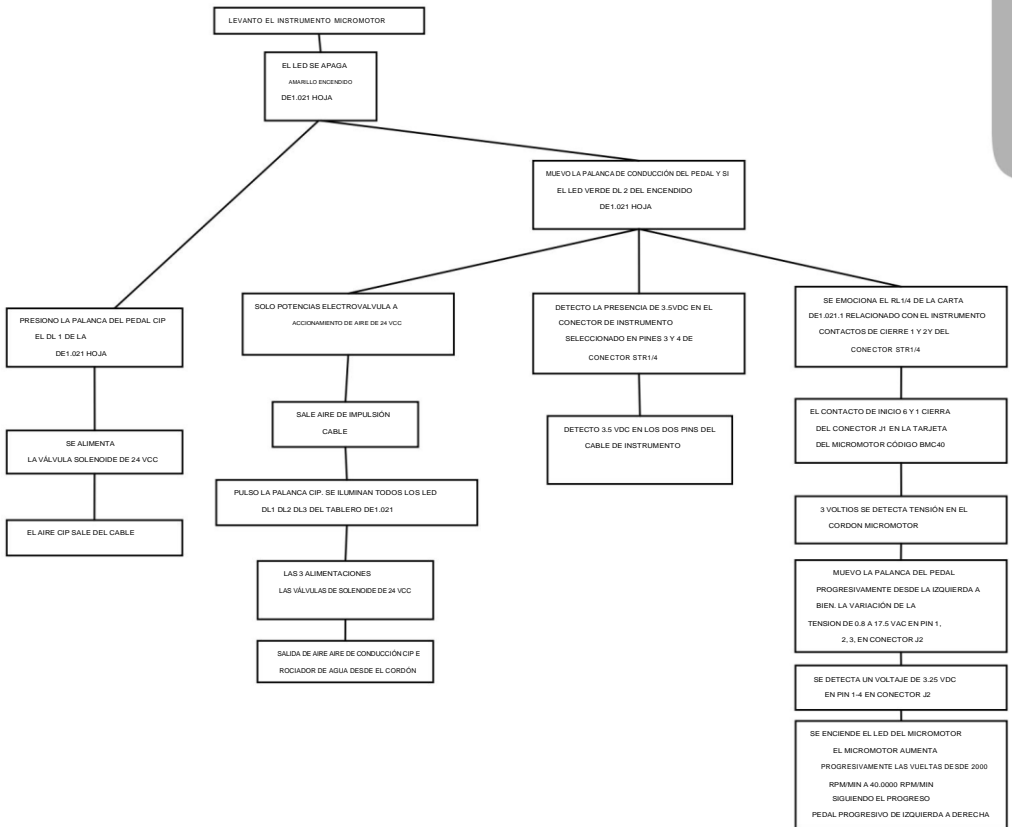 LEVANTO EL INSTRUMENTO MICROMOTOR
EL LED SE APAGA
AMARILLO ENCENDIDO
DE1.021 HOJA
MUEVO LA PALANCA DE CONDUCCIÓN DEL PEDAL Y SI
EL LED VERDE DL 2 DEL ENCENDIDO
DE1.021 HOJA
PRESIONO LA PALANCA DEL PEDAL CIP
EL DL 1 DE LA
DE1.021 HOJA
SE ALIMENTA
LA VÁLVULA SOLENOIDE DE 24 VCC
EL AIRE CIP SALE DEL CABLE
SOLO POTENCIAS ELECTROVALVULA A
ACCIONAMIENTO DE AIRE DE 24 VCC
SALE AIRE DE IMPULSIÓN
CABLE
PULSO LA PALANCA CIP. SE ILUMINAN TODOS LOS LED
DL1 DL2 DL3 DEL TABLERO DE1.021
LAS 3 ALIMENTACIONES
LAS VÁLVULAS DE SOLENOIDE DE 24 VCC
SALIDA DE AIRE AIRE DE CONDUCCIÓN CIP E
ROCIADOR DE AGUA DESDE EL CORDÓN
DETECTO LA PRESENCIA DE 3.5VDC EN EL
CONECTOR DE INSTRUMENTO
SELECCIONADO EN PINES 3 Y 4 DE
CONECTOR STR1/4
DETECTO 3.5 VDC EN LOS DOS PINS DEL
CABLE DE INSTRUMENTO
SE EMOCIONA EL RL1/4 DE LA CARTA
DE1.021.1 RELACIONADO CON EL INSTRUMENTO
CONTACTOS DE CIERRE 1 Y 2Y DEL
CONECTOR STR1/4
EL CONTACTO DE INICIO 6 Y 1 CIERRA
DEL CONECTOR J1 EN LA TARJETA
DEL MICROMOTOR CÓDIGO BMC40
3 VOLTIOS SE DETECTA TENSIÓN EN EL
CORDON MICROMOTOR
MUEVO LA PALANCA DEL PEDAL
PROGRESIVAMENTE DESDE LA IZQUIERDA A
BIEN. LA VARIACIÓN DE LA
TENSION DE 0.8 A 17.5 VAC EN PIN 1,
2, 3, EN CONECTOR J2
SE DETECTA UN VOLTAJE DE 3.25 VDC
EN PIN 1-4 EN CONECTOR J2
SE ENCIENDE EL LED DEL MICROMOTOR
EL MICROMOTOR AUMENTA
PROGRESIVAMENTE LAS VUELTAS DESDE 2000
RPM/MIN A 40.0000 RPM/MIN
SIGUIENDO EL PROGRESO
PEDAL PROGRESIVO DE IZQUIERDA A DERECHA